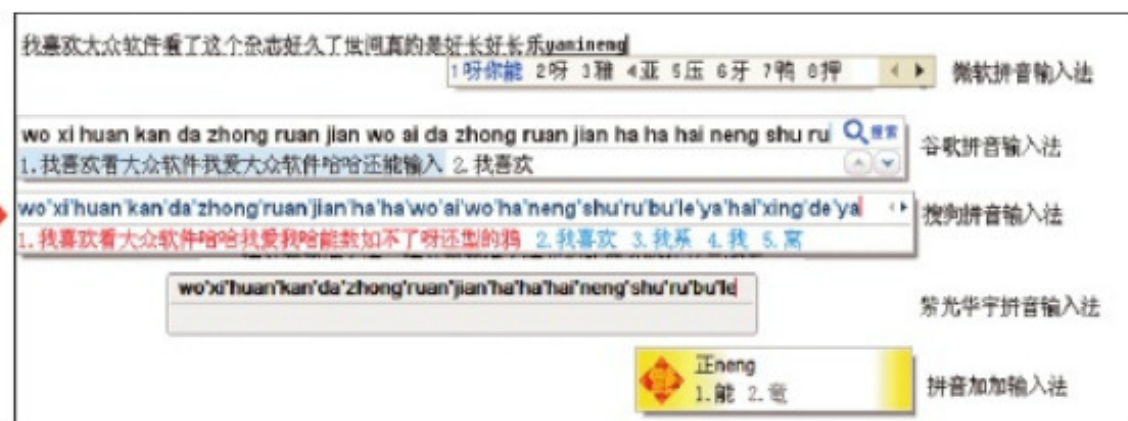 我喜欢大众软件看了这个杂志好久了世间真的是好长好长乐yanineng
1呀你能 2呀 3雅 4亚 5压 6牙 7鸭 8押
微软拼音输入法
wo xi huan kan da zhong ruan jian wo ai da zhong ruan jian ha ha hai neng shu ru 搜索
1.我喜欢看大众软件我爱大众软件哈哈还能输入 2.我喜欢
谷歌拼音输入法
wo'xi'huan'kan'da'zhong'ruan'jian'ha'ha'wo'ai'wo'ha'neng'shu'ru'bu'le'ya'hai'xing'de'ya
1.我喜欢看大众软件哈哈我爱我哈能数如不了呀还型的鸦 2.我喜欢 3.我系 4.我 5.窝
搜狗拼音输入法
wo'xi'huan'kan'da'zhong'ruan'jian'ha'ha'hai'neng'shu'ru'bu'le
紫光华宇拼音输入法
正neng
1.能 2.竜
拼音加加输入法